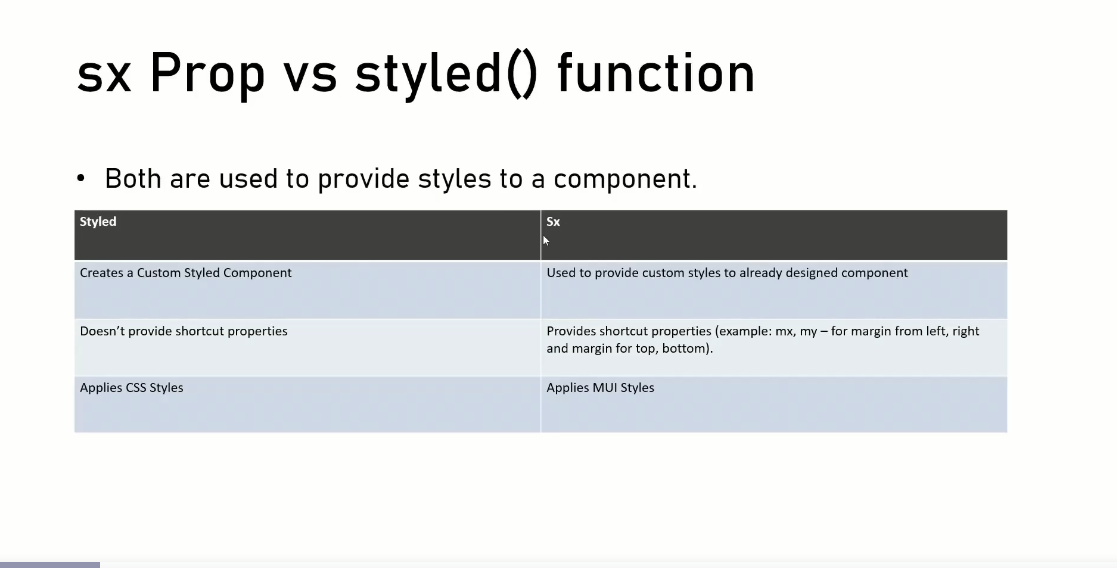 sx Prop vs styled() function
• Both are used to provide styles to a component.
Styled
Sx
Creates a Custom Styled Component
Used to provide custom styles to already designed component
Doesn’t provide shortcut properties
Provides shortcut properties (example: mx, my – for margin from left, right
and margin for top, bottom).
Applies CSS Styles
Applies MUI Styles